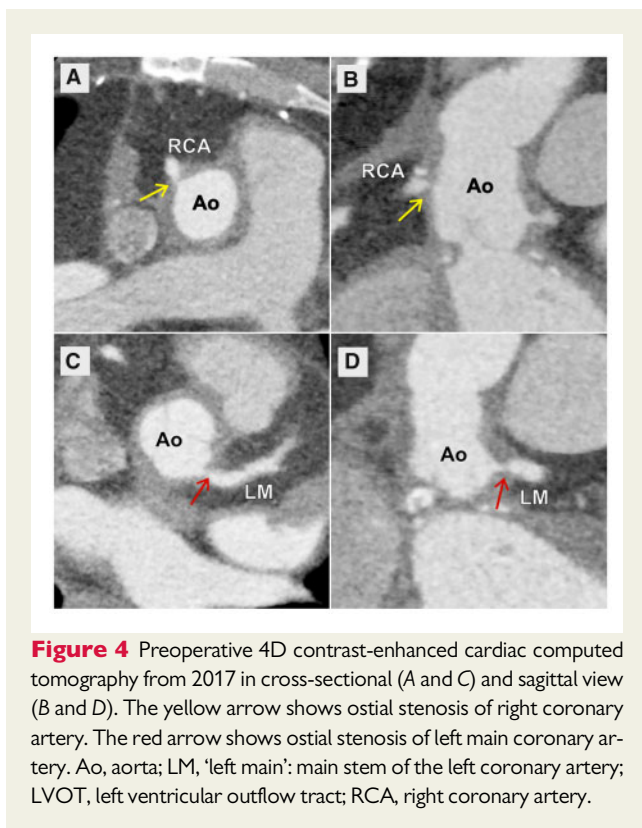 A
RCA
Ao
B
RCA
Ao
C
Ao
LM
D
Ao
LM
Figure 4 Preoperative 4D contrast-enhanced cardiac computed
tomography from 2017 in cross-sectional (A and C) and sagittal view
(B and D). The yellow arrow shows ostial stenosis of right coronary
artery. The red arrow shows ostial stenosis of left main coronary ar-
tery. Ao, aorta; LM, ‘left main’: main stem of the left coronary artery;
LVOT, left ventricular outflow tract; RCA, right coronary artery.